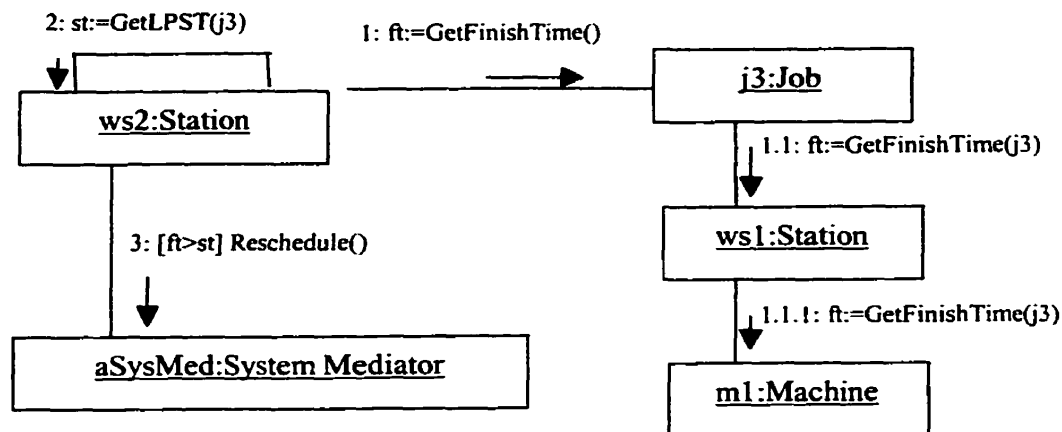 2: st:=GetLPST(j3)
1: ft:=GetFinishTime()
j3:Job
ws2:Station
1.1: ft:=GetFinishTime(j3)
ws1:Station
3: [ft>st] Reschedule()
1.1.1: ft:=GetFinishTime(j3)
aSysMed:System Mediator
m1:Machine